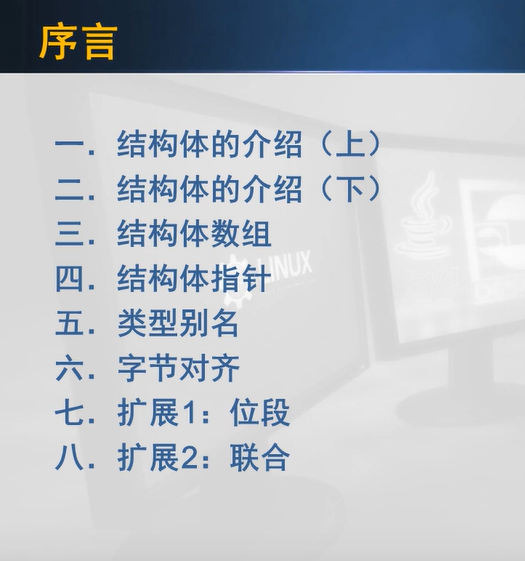 序言
一. 结构体的介绍（上）
二. 结构体的介绍（下）
三. 结构体数组
四. 结构体指针
LINUX
五. 类型别名
六. 字节对齐
七. 扩展1：位段
八. 扩展2：联合